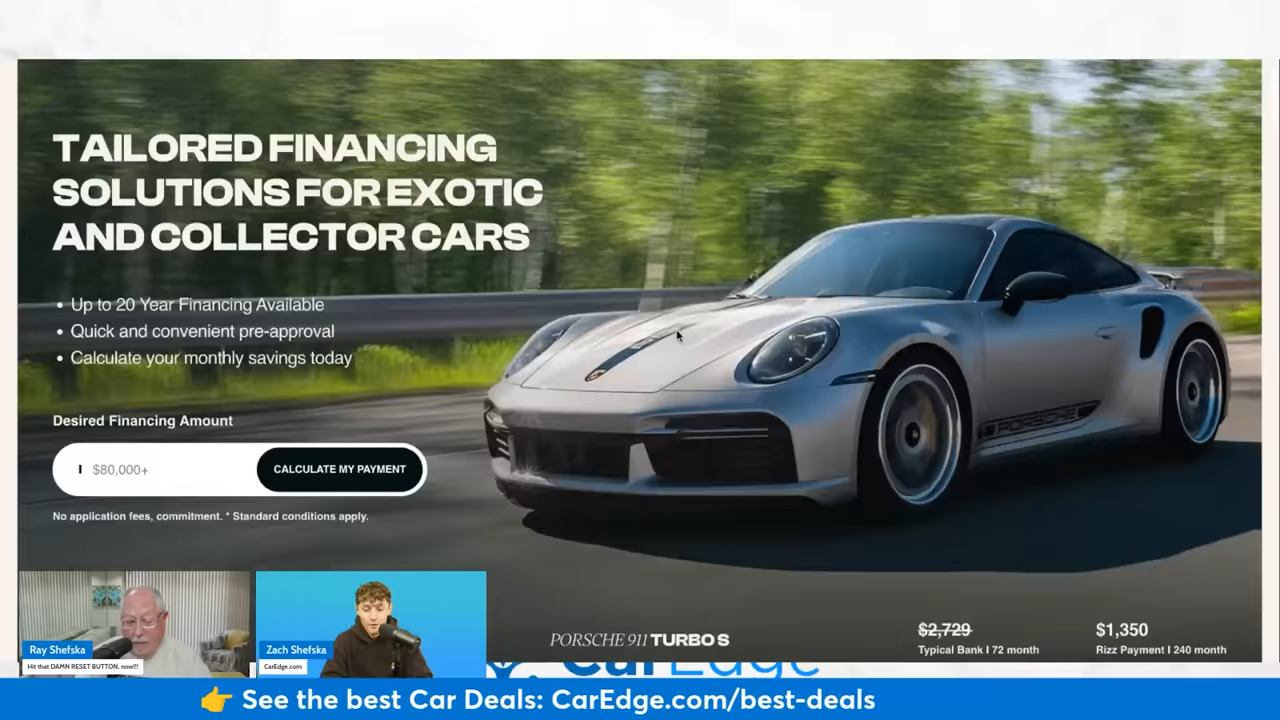 TAILORED FINANCING
SOLUTIONS FOR EXOTIC
AND COLLECTOR CARS
• Up to 20 Year Financing Available
• Quick and convenient pre-approval
• Calculate your monthly savings today
Desired Financing Amount
$80,000+
CALCULATE MY PAYMENT
No application fees, commitment. * Standard conditions apply.
PORSCHE
PORSCHE 911 TURBO S
$2,729
Typical Bank I 72 month
$1,350
Rizz Payment I 240 month
Ray Shefska
Hit that DAMN RESET BUTTON, now!!!
Zach Shefska
CarEdge.com
CarEdge
👉 See the best Car Deals: CarEdge.com/best-deals